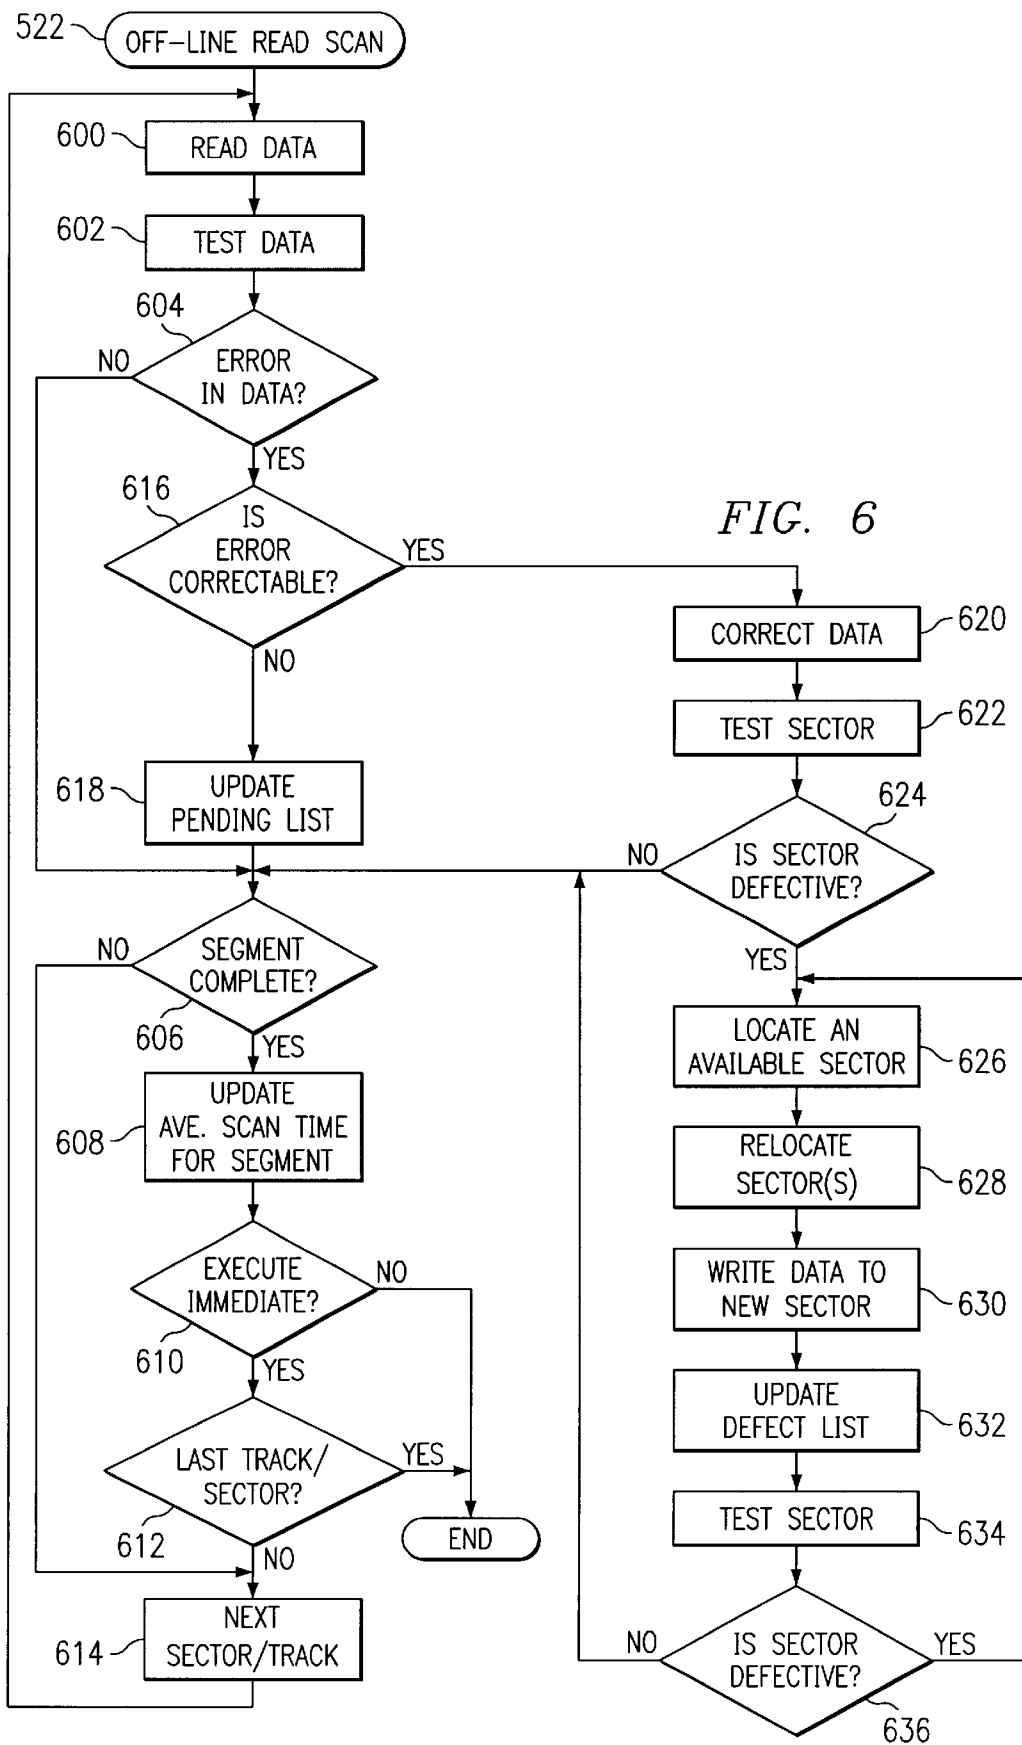 522
OFF-LINE READ SCAN
600
READ DATA
602
TEST DATA
604
NO
ERROR
IN DATA?
YES
616
IS
ERROR
CORRECTABLE?
YES
NO
FIG. 6
CORRECT DATA
620
TEST SECTOR
622
624
618
UPDATE
PENDING LIST
NO
IS SECTOR
DEFECTIVE?
YES
NO
SEGMENT
COMPLETE?
606
YES
LOCATE AN
AVAILABLE SECTOR
626
608
UPDATE
AVE. SCAN TIME
FOR SEGMENT
RELOCATE
SECTOR(S)
628
EXECUTE
IMMEDIATE?
NO
610
YES
WRITE DATA TO
NEW SECTOR
630
UPDATE
DEFECT LIST
632
LAST TRACK/
SECTOR?
YES
612
NO
END
TEST SECTOR
634
614
NEXT
SECTOR/TRACK
NO
IS SECTOR
DEFECTIVE?
YES
636